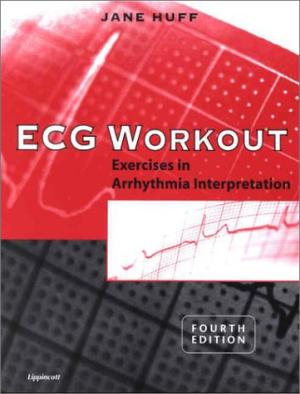 JANE HUFF
ECG WORKOUT
Exercises in
Arrhythmia Interpretation
FOURTH
EDITION
Lippincott